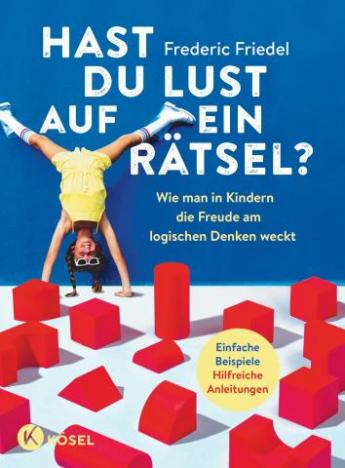 HAST
Frederic Friedel
DU LUST
AUF EIN
RÄTSEL?
Wie man in Kindern
die Freude am
logischen Denken weckt
Einfache
Beispiele
Hilfreiche
Anleitungen
KÖSEL